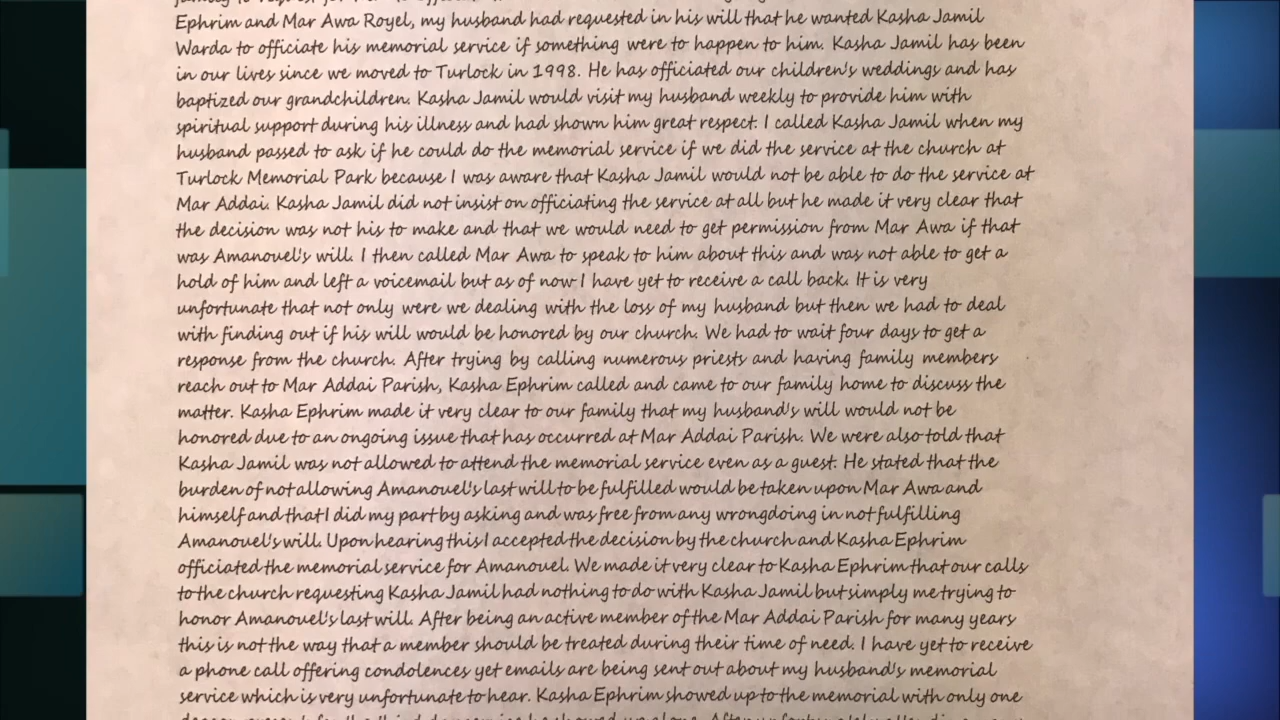 Ephrim and Mar Awa Royel, my husband had requested in his will that he wanted Kasha Jamil
Warda to officiate his memorial service if something were to happen to him. Kasha Jamil has been
in our lives since we moved to Turlock in 1998. He has officiated our children's weddings and has
baptized our grandchildren. Kasha Jamil would visit my husband weekly to provide him with
spiritual support during his illness and had shown him great respect. I called Kasha Jamil when my
husband passed to ask if he could do the memorial service if we did the service at the church at
Turlock Memorial Park because I was aware that Kasha Jamil would not be able to do the service at
Mar Addai. Kasha Jamil did not insist on officiating the service at all but he made it very clear that
the decision was not his to make and that we would need to get permission from Mar Awa if that
was Amanouel's will. I then called Mar Awa to speak to him about this and was not able to get a
hold of him and left a voicemail but as of now I have yet to receive a call back. It is very
unfortunate that not only were we dealing with the loss of my husband but then we had to deal
with finding out if his will would be honored by our church. We had to wait four days to get a
response from the church. After trying by calling numerous priests and having family members
reach out to Mar Addai Parish, Kasha Ephrim called and came to our family home to discuss the
matter. Kasha Ephrim made it very clear to our family that my husband's will would not be
honored due to an ongoing issue that has occurred at Mar Addai Parish. We were also told that
Kasha Jamil was not allowed to attend the memorial service even as a guest. He stated that the
burden of not allowing Amanouel's last will to be fulfilled would be taken upon Mar Awa and
himself and that I did my part by asking and was free from any wrongdoing in not fulfilling
Amanouel's will. Upon hearing this I accepted the decision by the church and Kasha Ephrim
officiated the memorial service for Amanouel. We made it very clear to Kasha Ephrim that our calls
to the church requesting Kasha Jamil had nothing to do with Kasha Jamil but simply me trying to
honor Amanouel's last will. After being an active member of the Mar Addai Parish for many years
this is not the way that a member should be treated during their time of need. I have yet to receive
a phone call offering condolences yet emails are being sent out about my husband's memorial
service which is very unfortunate to hear. Kasha Ephrim showed up to the memorial with only one